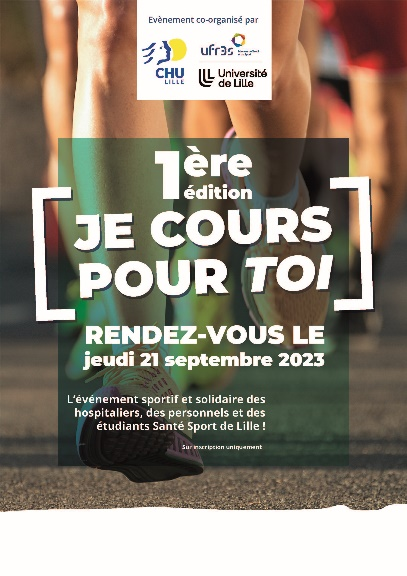 Evènement co-organisé par
CHU
LILLE
ufr3s
Université
de Lille
1ère
édition
JE COURS
POUR TOI
RENDEZ-VOUS LE
jeudi 21 septembre 2023
L'événement sportif et solidaire des
hospitaliers, des personnels et des
étudiants Santé Sport de Lille !
Sur inscription uniquement